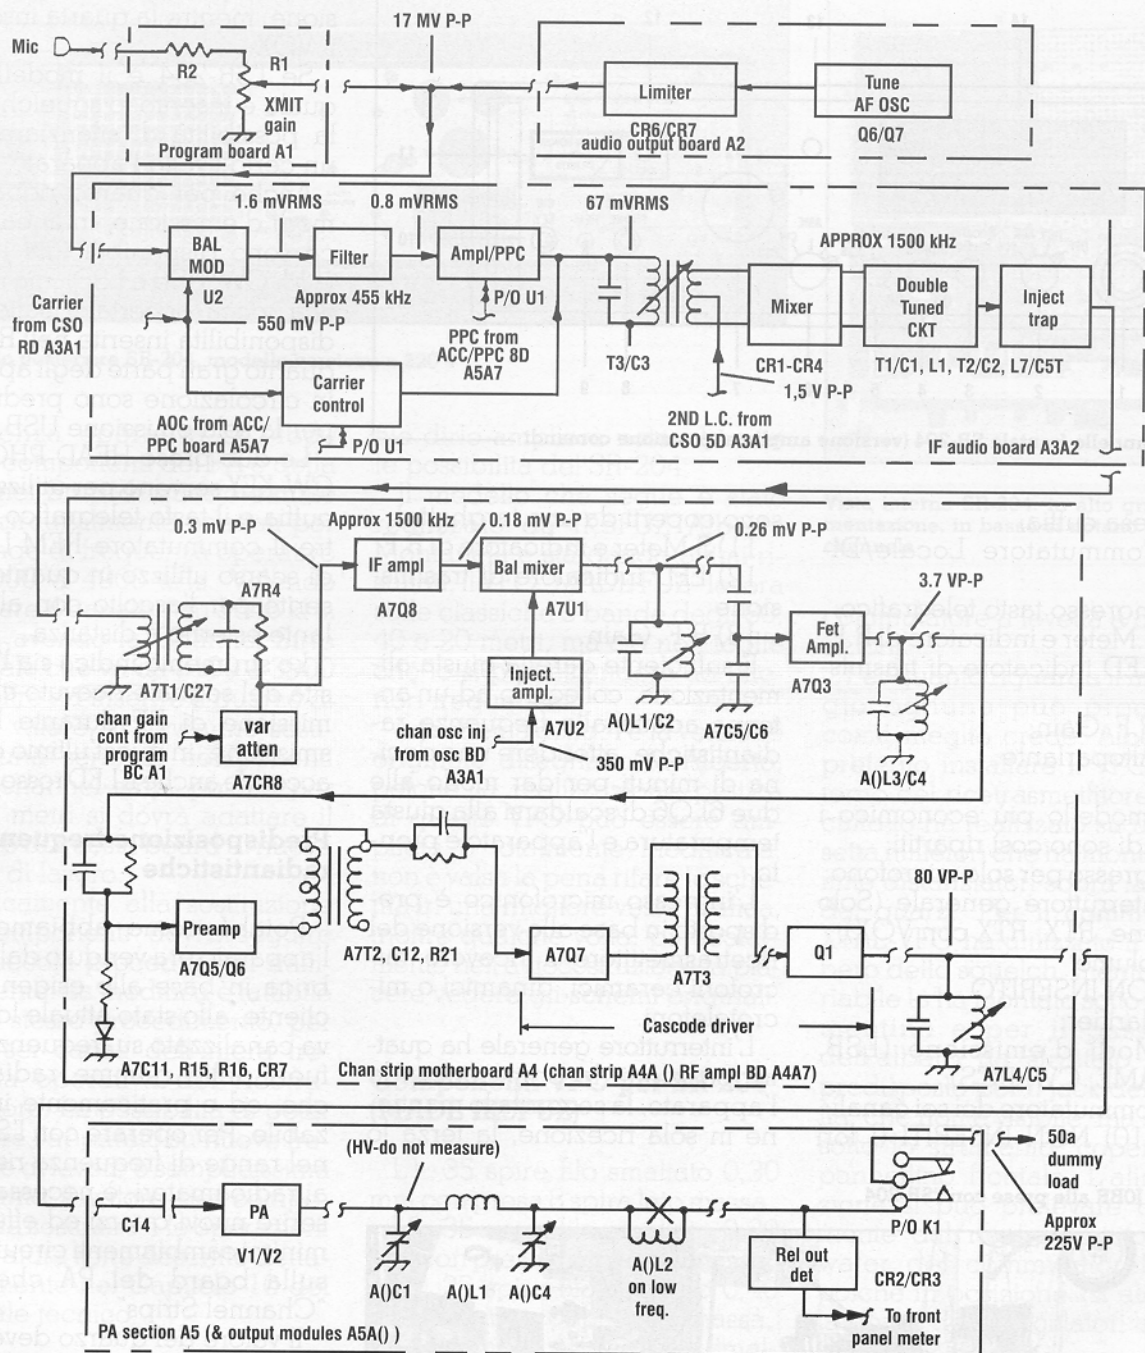 17 MV P-P
Mic
R2
R1
XMIT
gain
Program board A1
Limiter
CR6/CR7
audio output board A2
Tune
AF OSC
Q6/Q7
1.6 mVRMS
0.8 mVRMS
67 mVRMS
APPROX 1500 kHz
BAL
MOD
U2
Filter
Approx 455 kHz
Ampl/PPC
P/O U1
Mixer
CR1-CR4
Double
Tuned
CKT
T1/C1, L1, T2/C2, L7/C5T
Inject
trap
Carrier
from CSO
RD A3A1
550 mV P-P
PPC from
ACC/PPC 8D
A5A7
T3/C3
1,5 V P-P
Carrier
control
P/O U1
AOC from ACC/
PPC board A5A7
2ND L.C. from
CSO 5D A3A1
IF audio board A3A2
0.3 mV P-P
Approx 1500 kHz
0.18 mV P-P
0.26 mV P-P
3.7 VP-P
IF ampl
A7Q8
Bal mixer
A7U1
A7R4
Fet
Ampl.
A7Q3
A7T1/C27
Inject.
ampl.
A7U2
A()L1/C2
A7C5/C6
A()L3/C4
chan gain
cont from
program
BC A1
var
atten
A7CR8
chan osc inj
from osc BD
A3A1
350 mV P-P
80 VP-P
Preamp
A7Q5/Q6
A7T2, C12, R21
A7Q7
A7T3
Q1
Cascode driver
A7C11, R15, R16, CR7
Chan strip motherboard A4 (chan strip A4A () RF ampl BD A4A7)
A7L4/C5
(HV-do not measure)
50a
dummy
load
C14
PA
V1/V2
P/O K1
Approx
225V P-P
A()C1
A()L1
A()C4
A()L2
on low
freq.
Rel out
det
CR2/CR3
To front
panel meter
PA section A5 (& output modules A5A() )